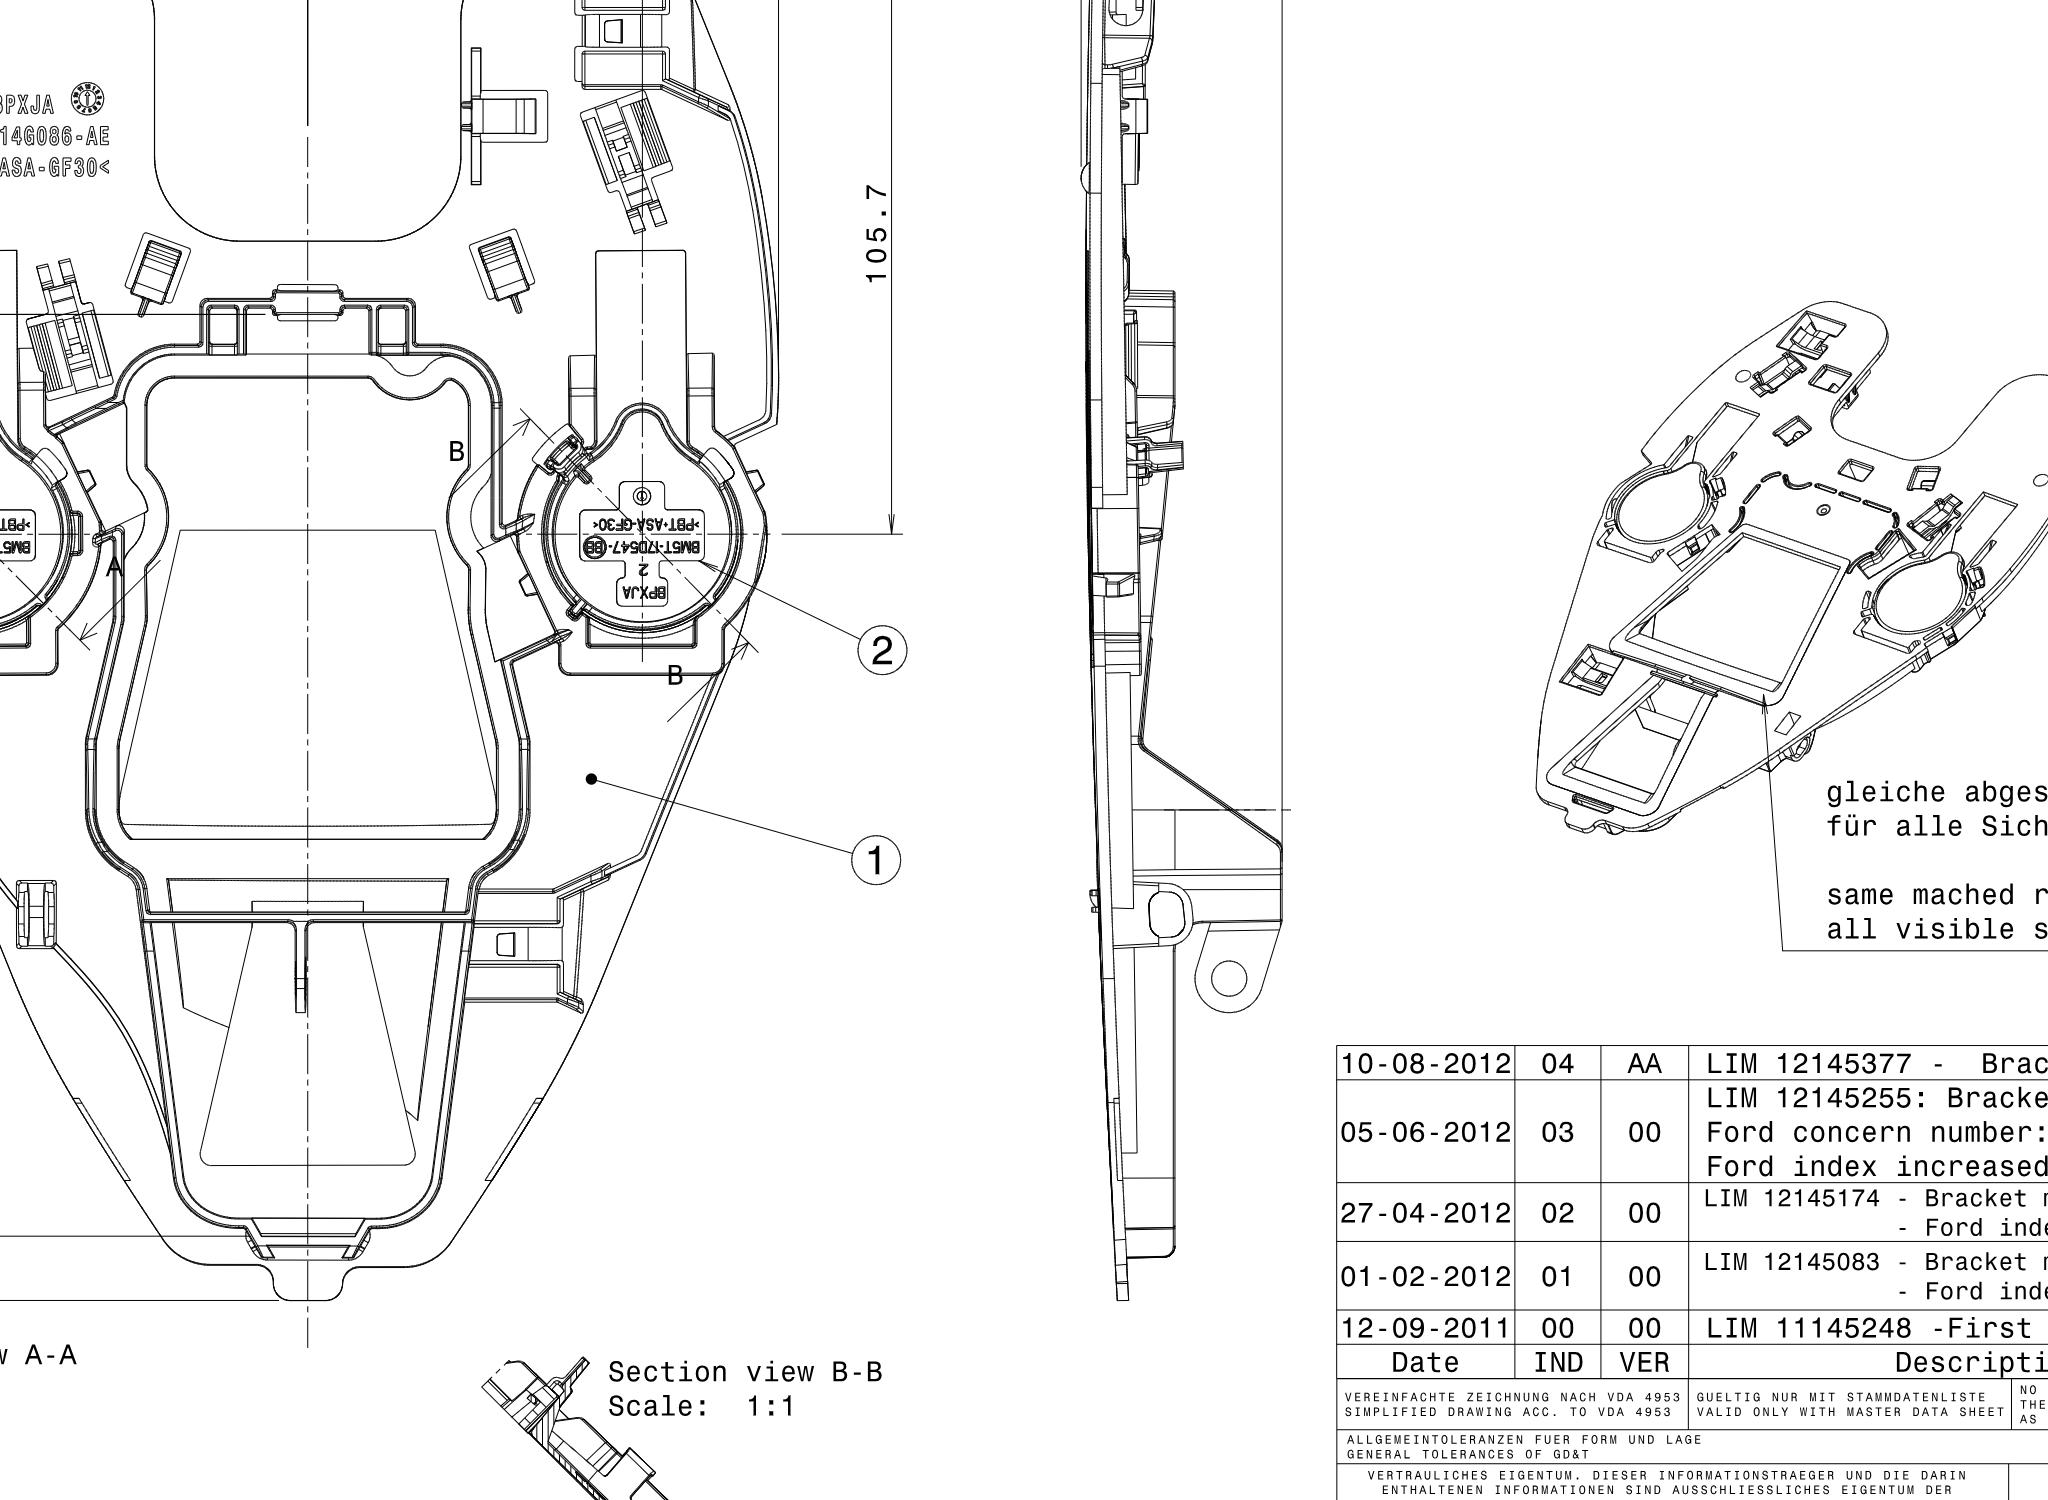 BPXJA
14G086-AE
ASA-GF30<
105.7
B
A
>PBT+ASA-GF30<
BM5T-17D547-BB
2
BPXJA
>PBT
BM5T
B
2
1
gleiche abges
für alle Sich
same mached r
all visible s
A-A
Section view B-B
Scale: 1:1
10-08-2012 04 AA LIM 12145377 - Brac
05-06-2012 03 00 LIM 12145255: Bracke
Ford concern number:
Ford index increased
27-04-2012 02 00 LIM 12145174 - Bracket m
- Ford inde
01-02-2012 01 00 LIM 12145083 - Bracket m
- Ford inde
12-09-2011 00 00 LIM 11145248 -First
Date IND VER Descripti
VEREINFACHTE ZEICHNUNG NACH VDA 4953
SIMPLIFIED DRAWING ACC. TO VDA 4953
GUELTIG NUR MIT STAMMDATENLISTE
VALID ONLY WITH MASTER DATA SHEET
NO
THE
AS
ALLGEMEINTOLERANZEN FUER FORM UND LAGE
GENERAL TOLERANCES OF GD&T
VERTRAULICHES EIGENTUM. DIESER INFORMATIONSTRAEGER UND DIE DARIN
ENTHALTENEN INFORMATIONEN SIND AUSSCHLIESSLICHES EIGENTUM DER